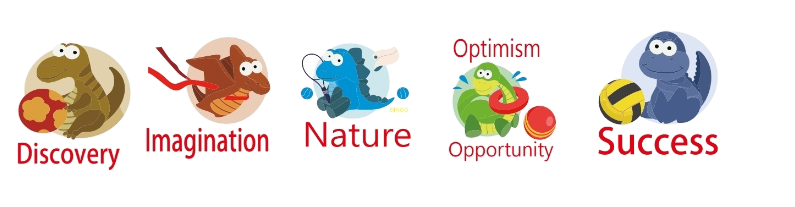 Discovery
Imagination
Nature
Optimism
Opportunity
Success